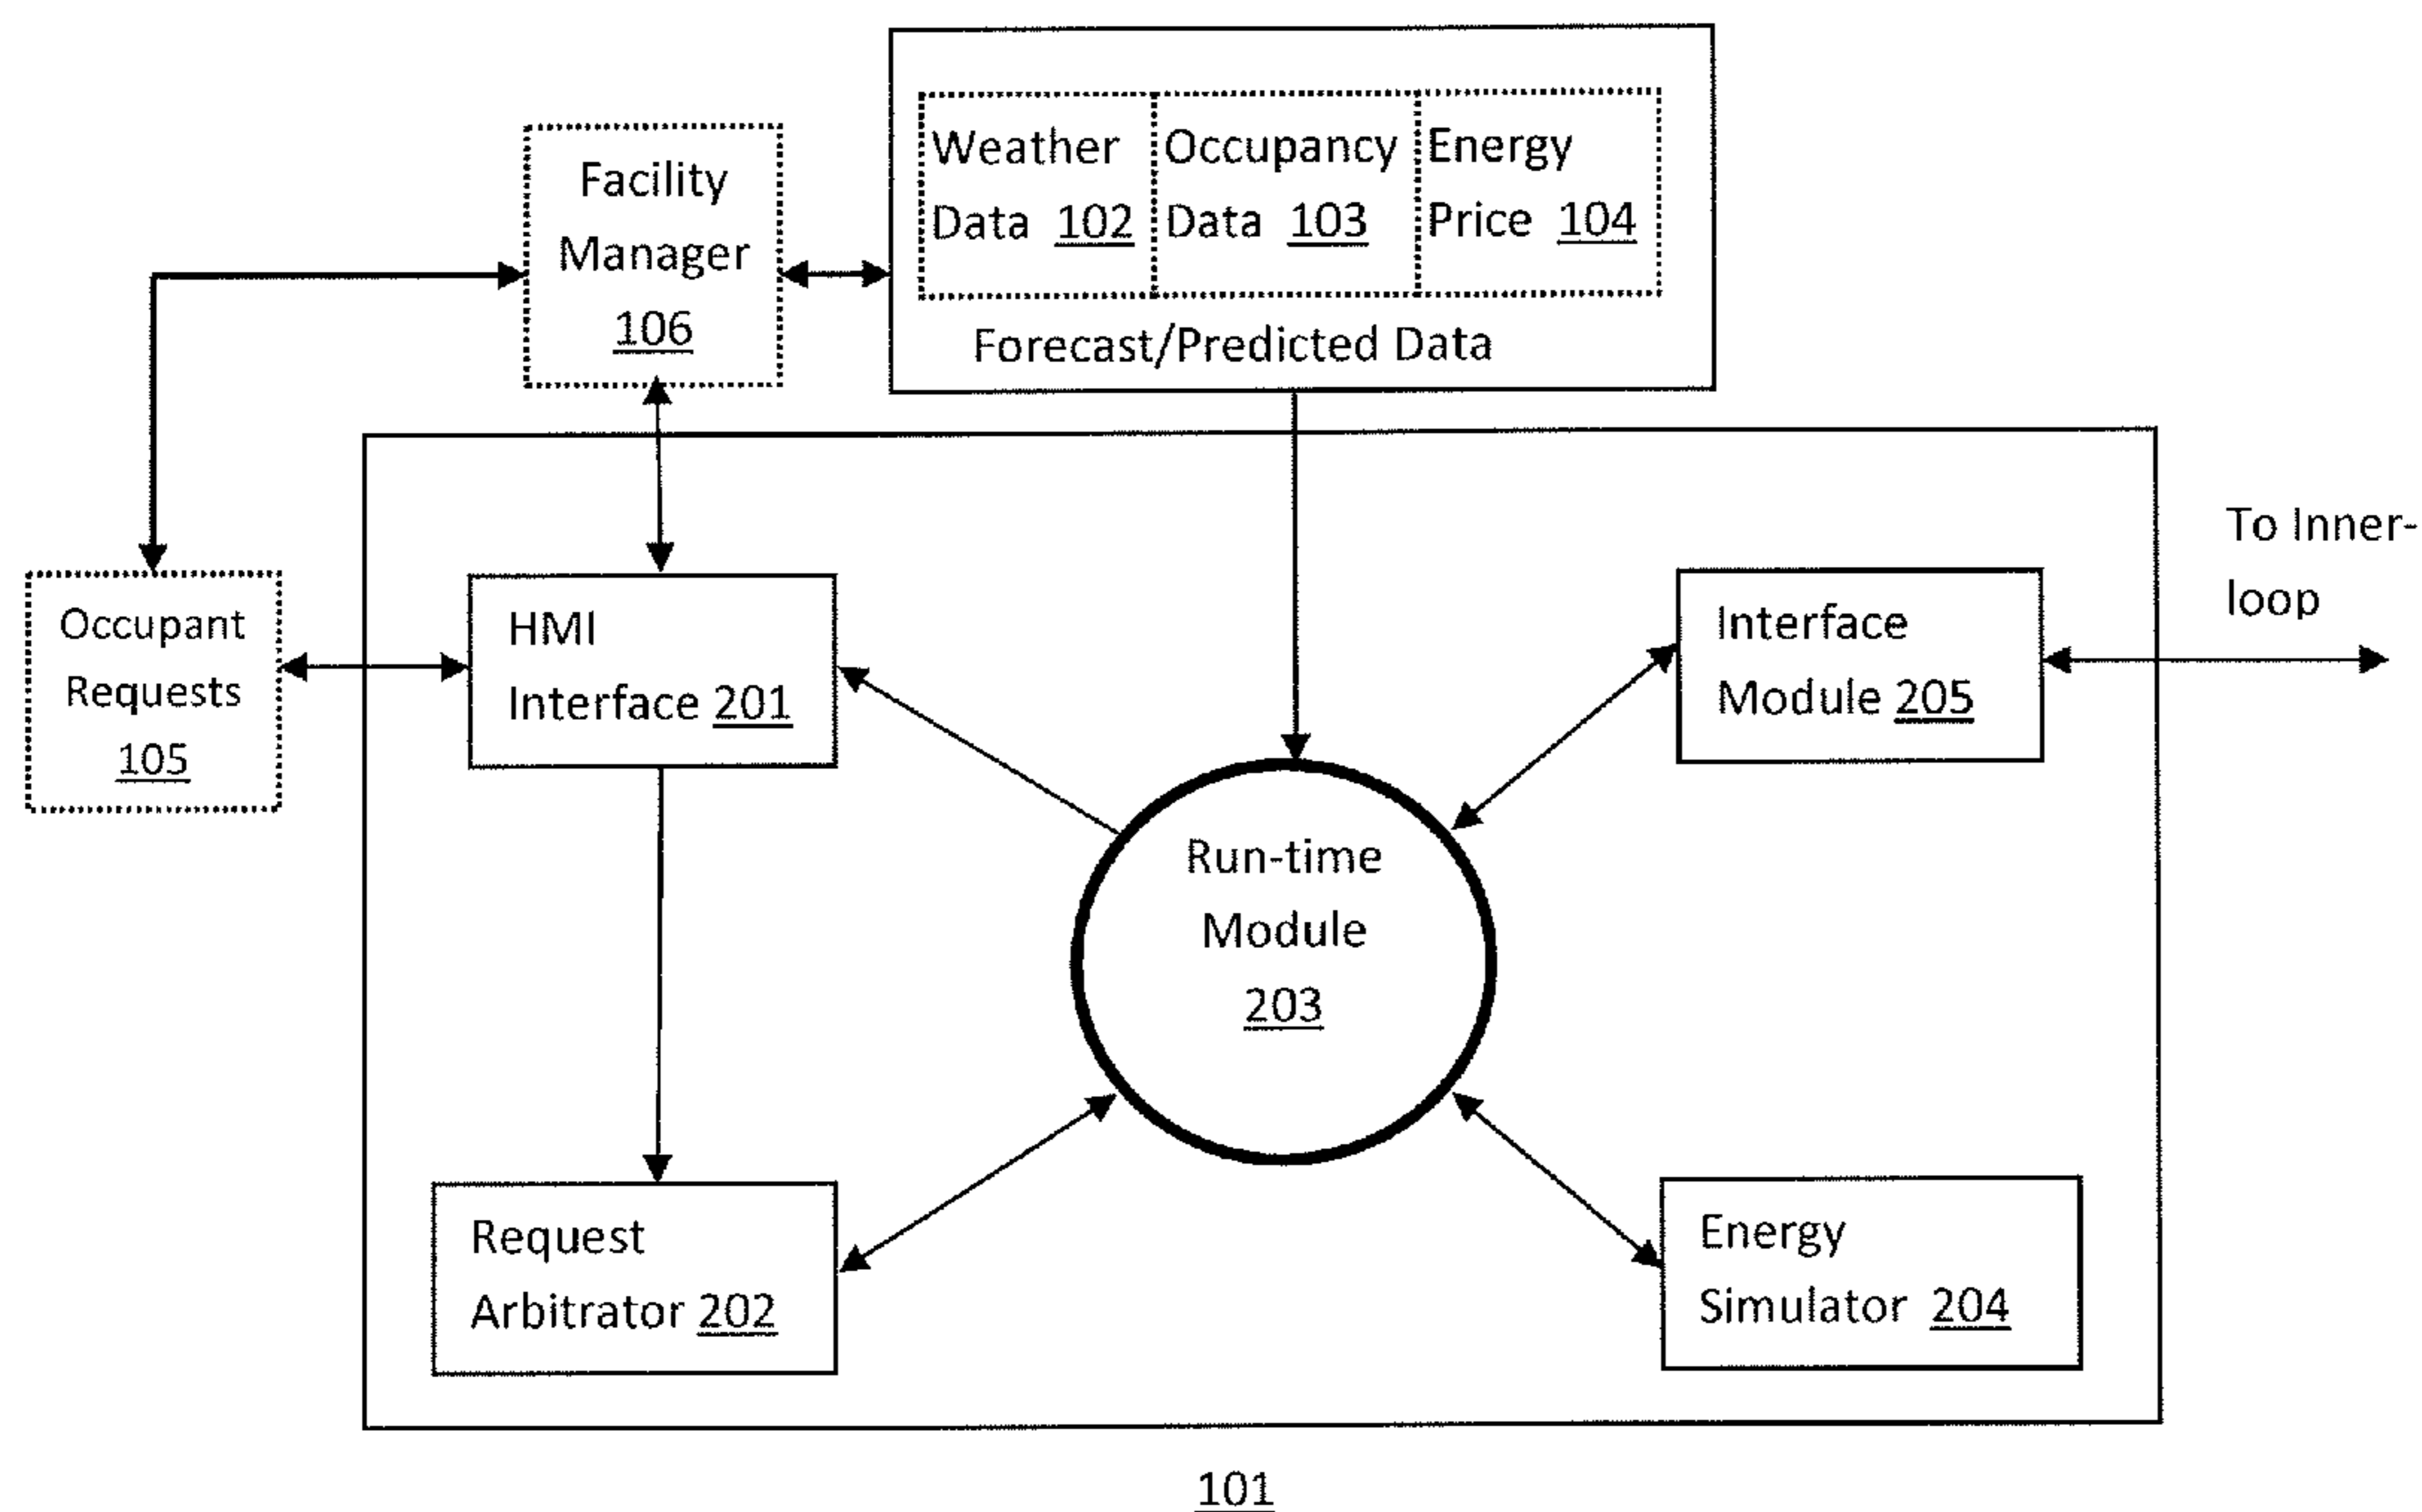 Weather
Data 102
Occupancy
Data 103
Energy
Price 104
Forecast/Predicted Data
Facility
Manager
106
To Inner-
loop
Occupant
Requests
105
HMI
Interface 201
Interface
Module 205
Run-time
Module
203
Request
Arbitrator 202
Energy
Simulator 204
101